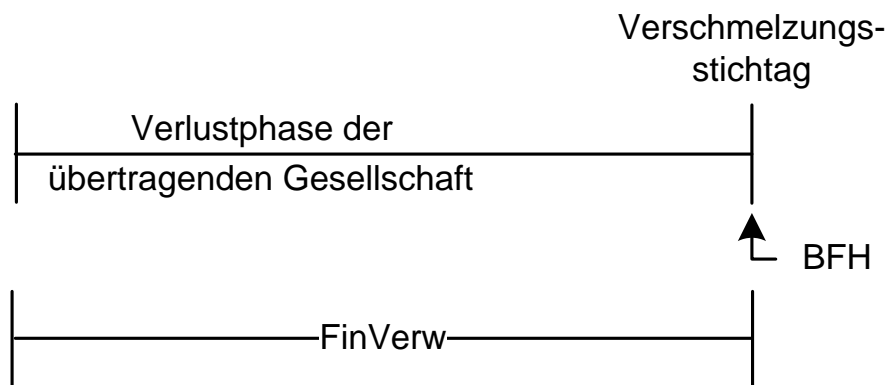 Verschmelzungs-
stichtag
Verlustphase der
übertragenden Gesellschaft
BFH
FinVerw